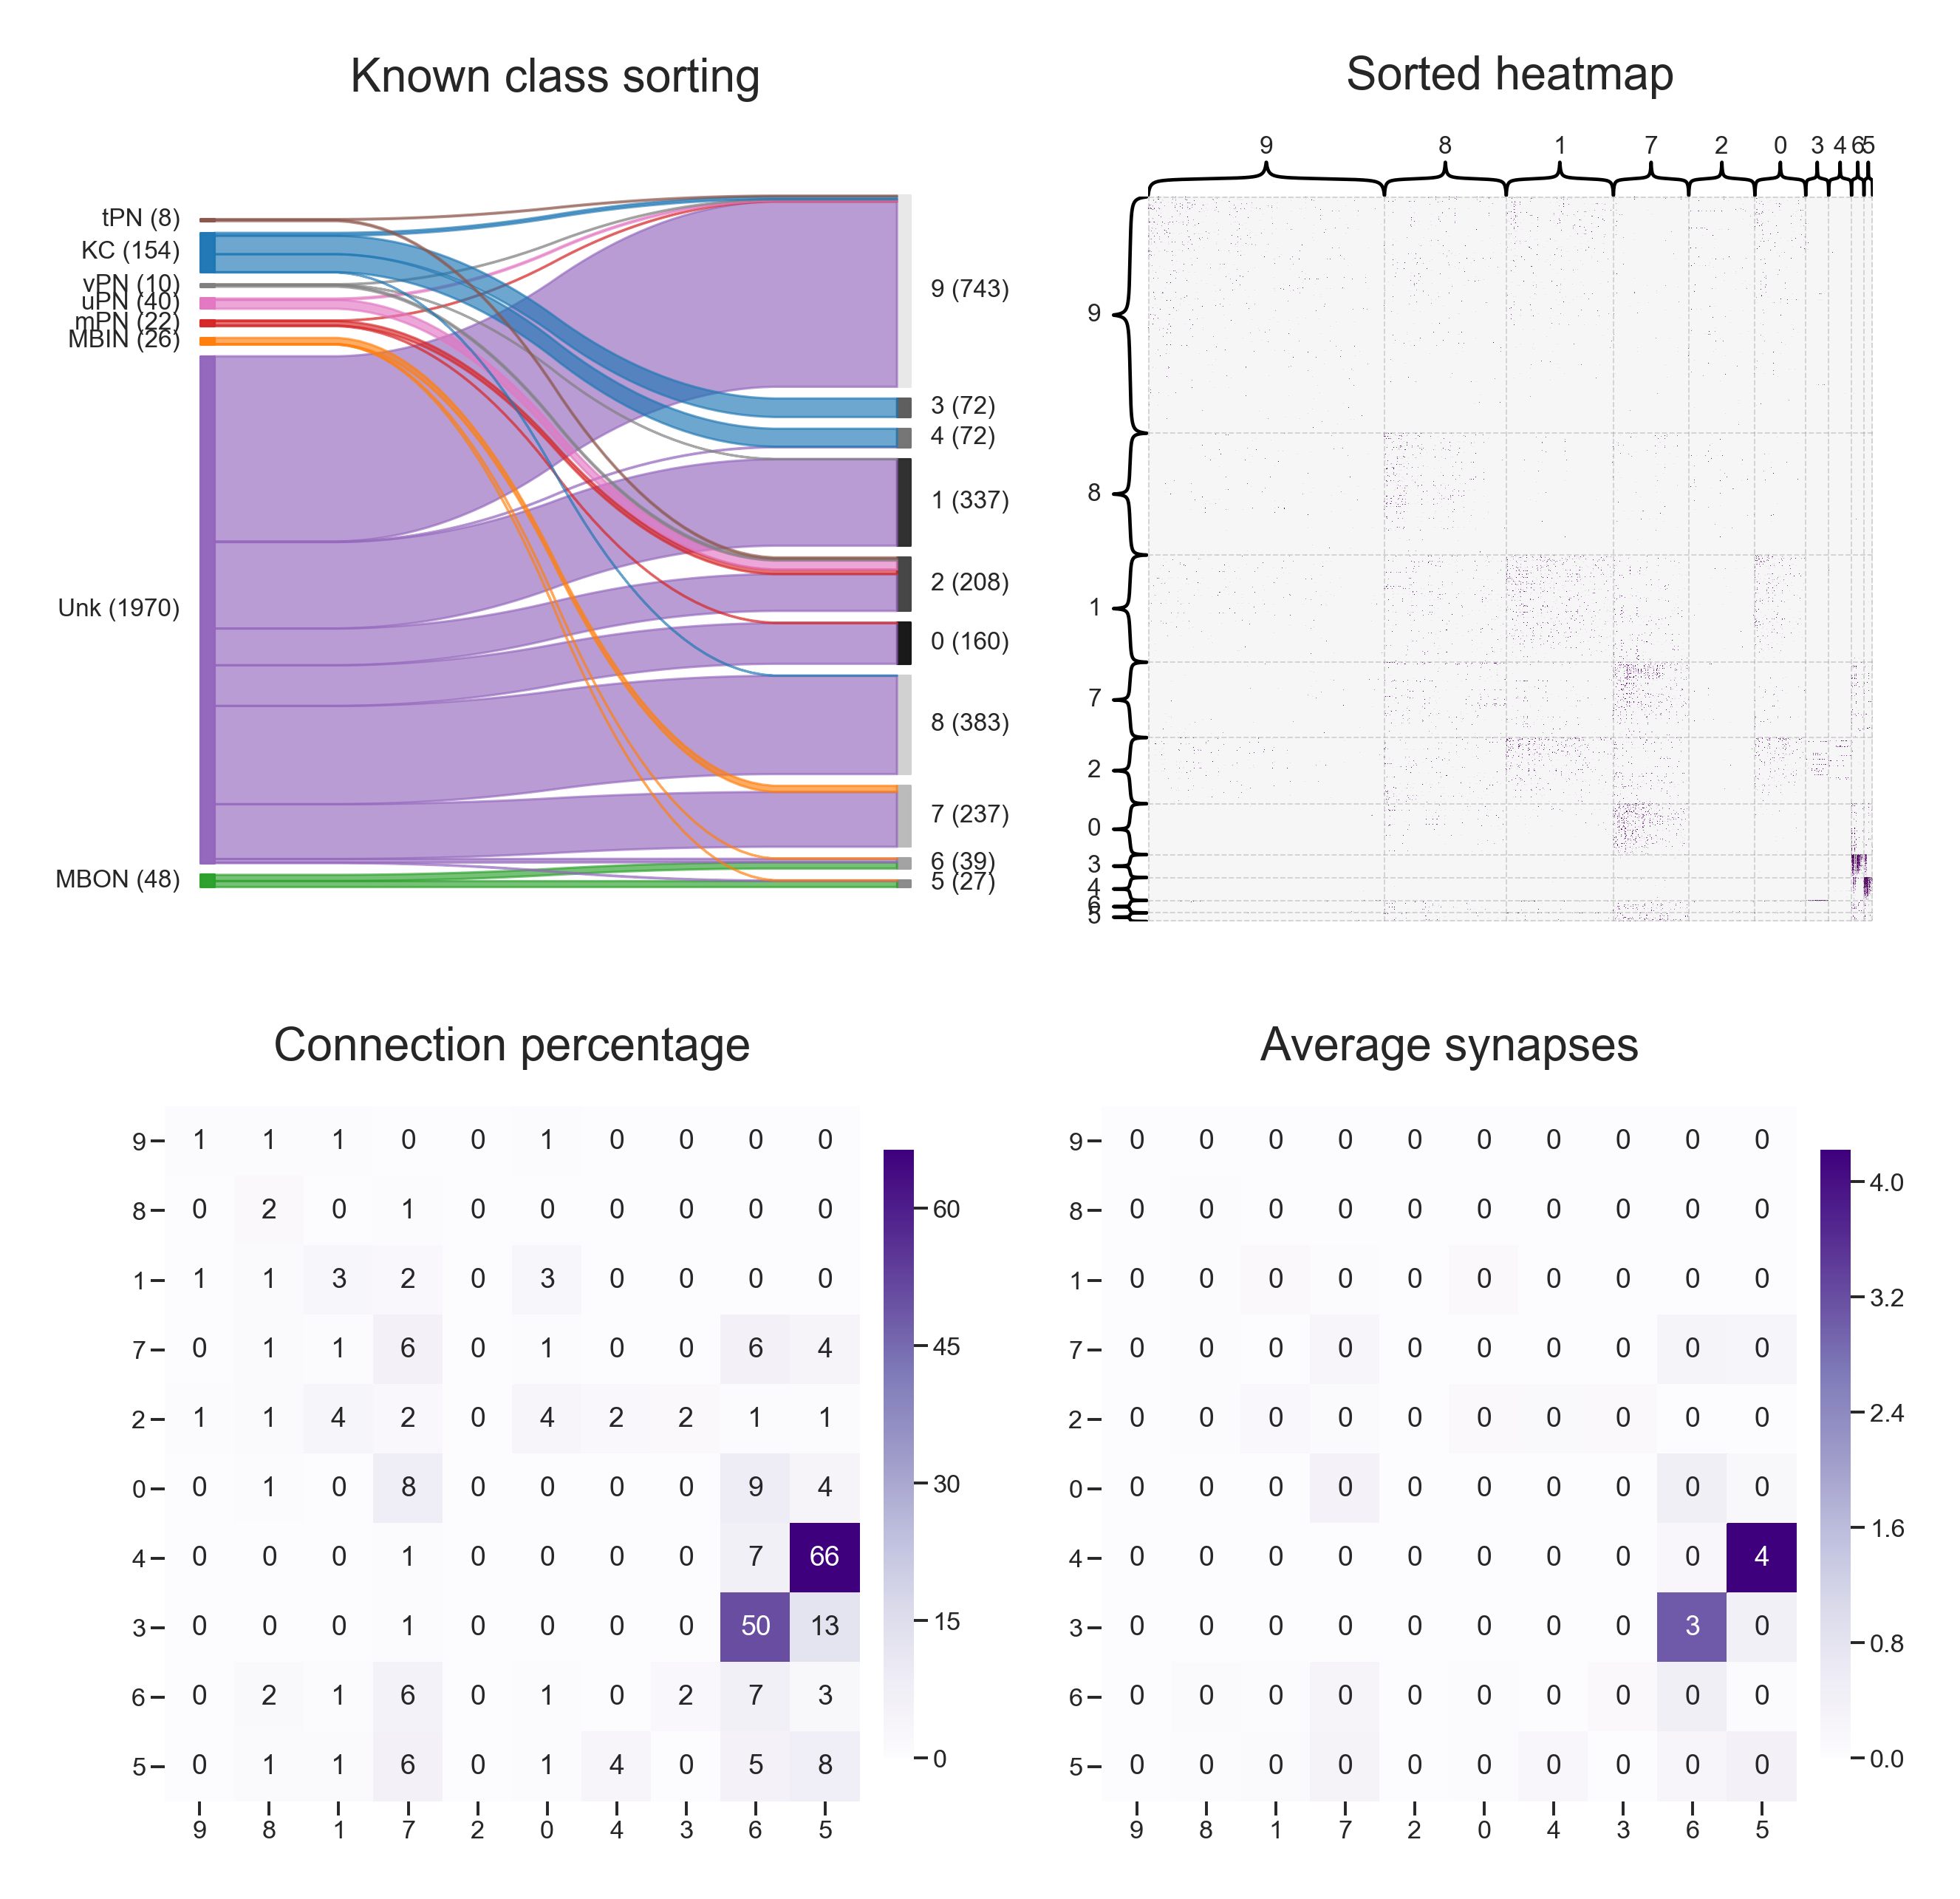 Known class sorting
tPN (8)
KC (154)
vPN (10)
uPN (40)
mPN (22)
MBIN (26)
Unk (1970)
MBON (48)
9 (743)
3 (72)
4 (72)
1 (337)
2 (208)
0 (160)
8 (383)
7 (237)
6 (39)
5 (27)
Sorted heatmap
9 8 1 7 2 0 3 4 6 5
9
8
1
7
2
0
3
4
6
5
Connection percentage
9 1 1 1 0 0 1 0 0 0 0
8 0 2 0 1 0 0 0 0 0 0
1 1 1 3 2 0 3 0 0 0 0
7 0 1 1 6 0 1 0 0 6 4
2 1 1 4 2 0 4 2 2 1 1
0 0 1 0 8 0 0 0 0 9 4
4 0 0 0 1 0 0 0 0 7 66
3 0 0 0 1 0 0 0 0 50 13
6 0 2 1 6 0 1 0 2 7 3
5 0 1 1 6 0 1 4 0 5 8
9 8 1 7 2 0 4 3 6 5
60
45
30
15
0
Average synapses
9 0 0 0 0 0 0 0 0 0 0
8 0 0 0 0 0 0 0 0 0 0
1 0 0 0 0 0 0 0 0 0 0
7 0 0 0 0 0 0 0 0 0 0
2 0 0 0 0 0 0 0 0 0 0
0 0 0 0 0 0 0 0 0 0 0
4 0 0 0 0 0 0 0 0 0 4
3 0 0 0 0 0 0 0 0 3 0
6 0 0 0 0 0 0 0 0 0 0
5 0 0 0 0 0 0 0 0 0 0
9 8 1 7 2 0 4 3 6 5
4.0
3.2
2.4
1.6
0.8
0.0